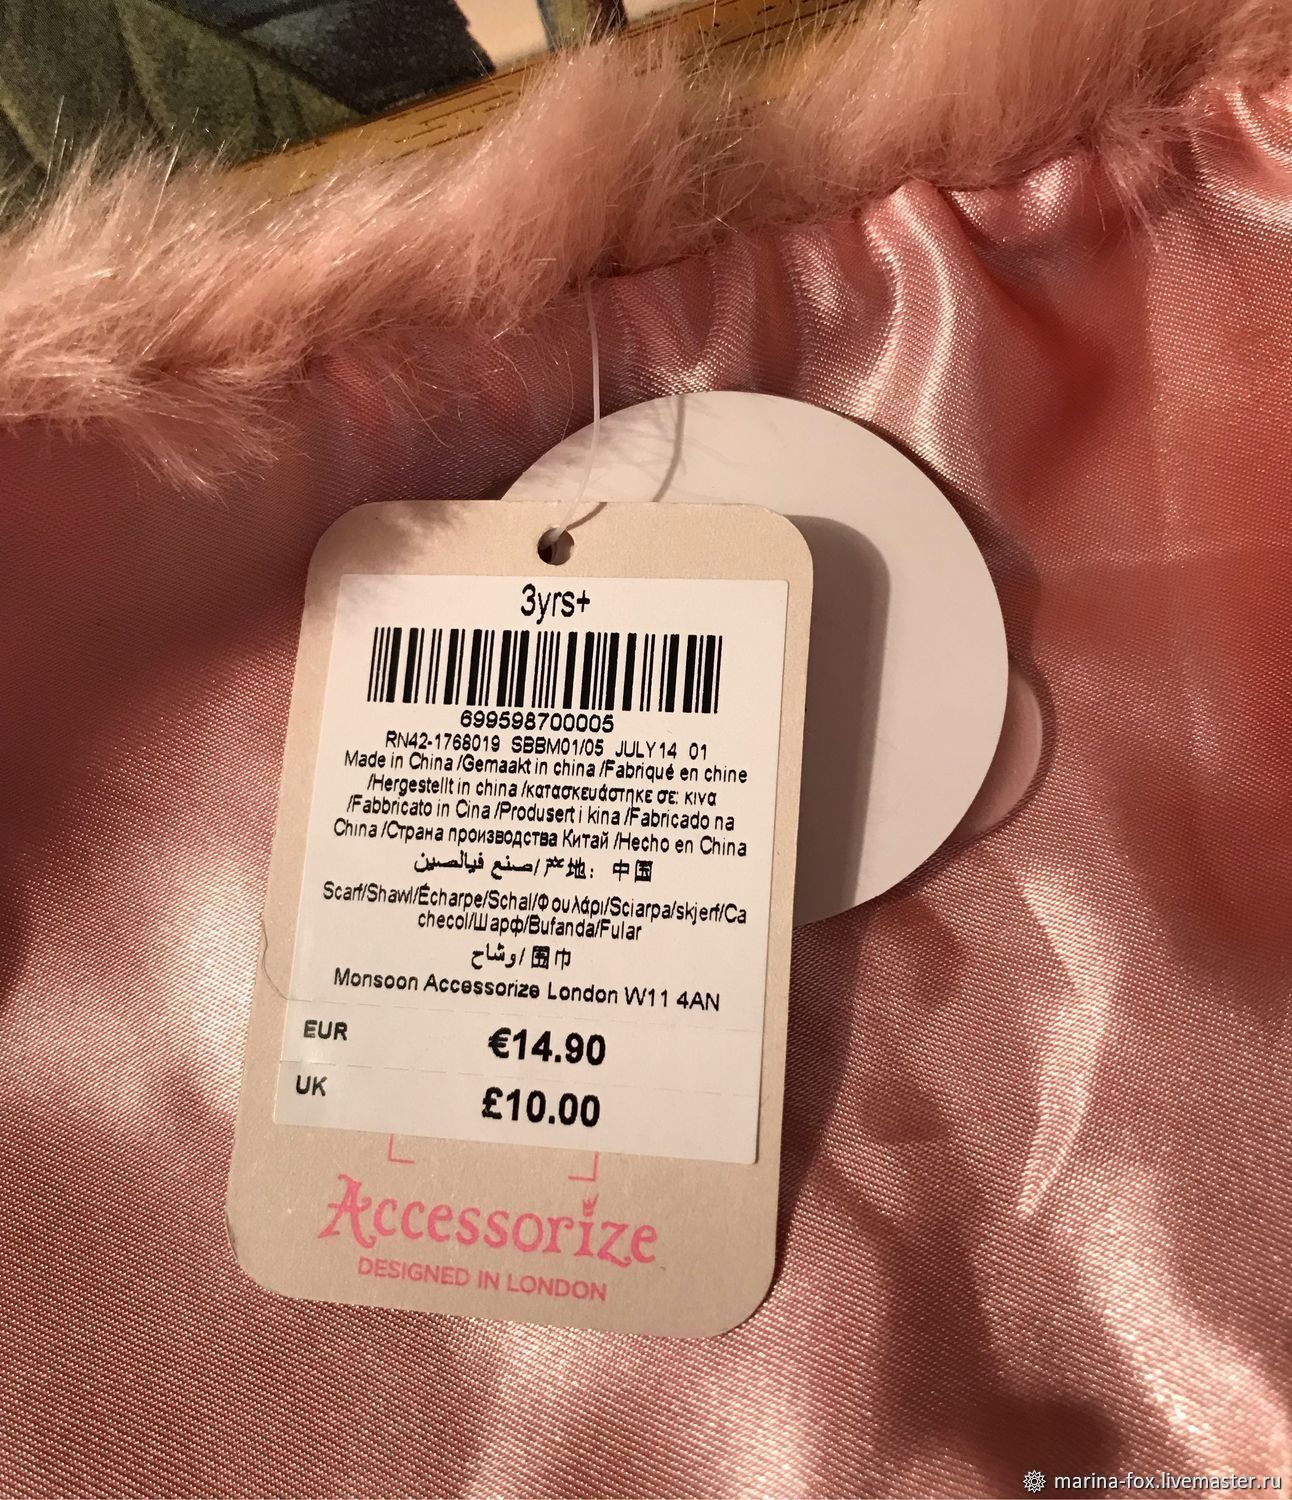 3yrs+
699598700005
RN42-1768019 SBBM01/05 JULY14 01
Made in China /Gemaakt in china /Fabriqué en chine
/Hergestellt in china /κατασκευάστηκε σε: κινα
/Fabbricato in Cina /Produsert i kina /Fabricado na
China /Страна производства Китай /Hecho en China
صنع فيالصين/产地: 中国
Scarf/Shawl/Écharpe/Schal/Φουλάρι/Sciarpa/skjerf/Ca
checol/Шарф/Bufanda/Fular
وشاح/围巾
Monsoon Accessorize London W11 4AN
EUR €14.90
UK £10.00
Accessorize
DESIGNED IN LONDON
marina-fox.livemaster.ru